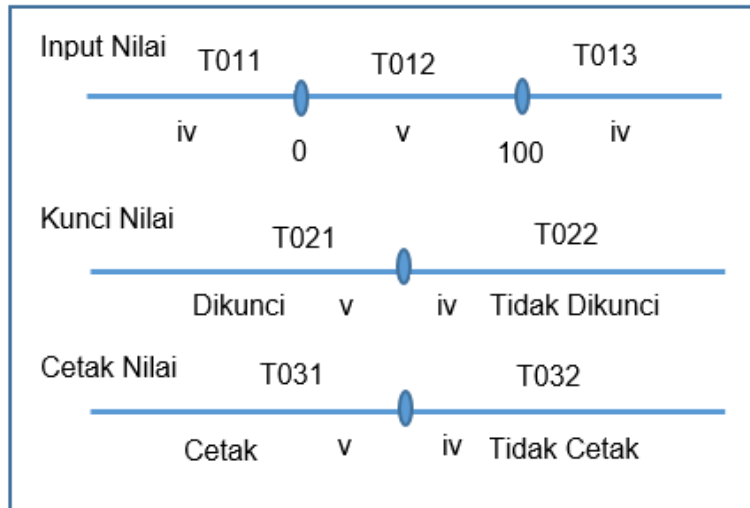 Input Nilai
T011 T012 T013
iv 0 v 100 iv
Kunci Nilai
T021 T022
Dikunci v iv Tidak Dikunci
Cetak Nilai
T031 T032
Cetak v iv Tidak Cetak